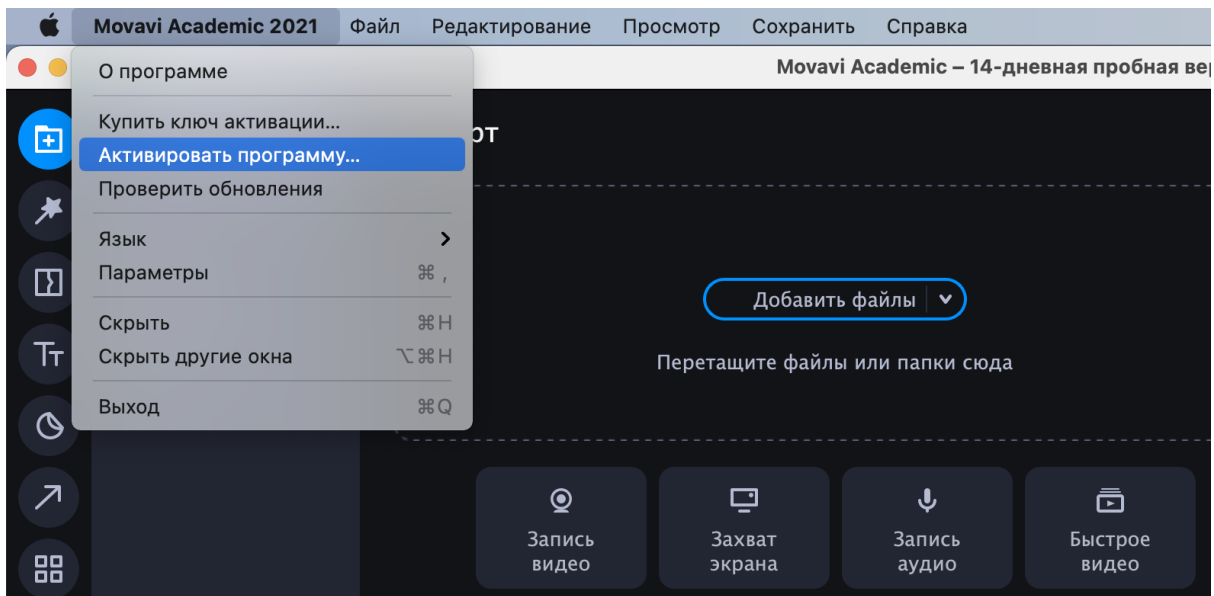 Movavi Academic 2021 Файл Редактирование Просмотр Сохранить Справка
Movavi Academic – 14-дневная пробная
О программе
Купить ключ активации...
Активировать программу...
Проверить обновления
Язык
Параметры ⌘ ,
Скрыть ⌘H
Скрыть другие окна ⌥⌘H
Выход ⌘Q
Добавить файлы
Перетащите файлы или папки сюда
Запись
видео
Захват
экрана
Запись
аудио
Быстрое
видео